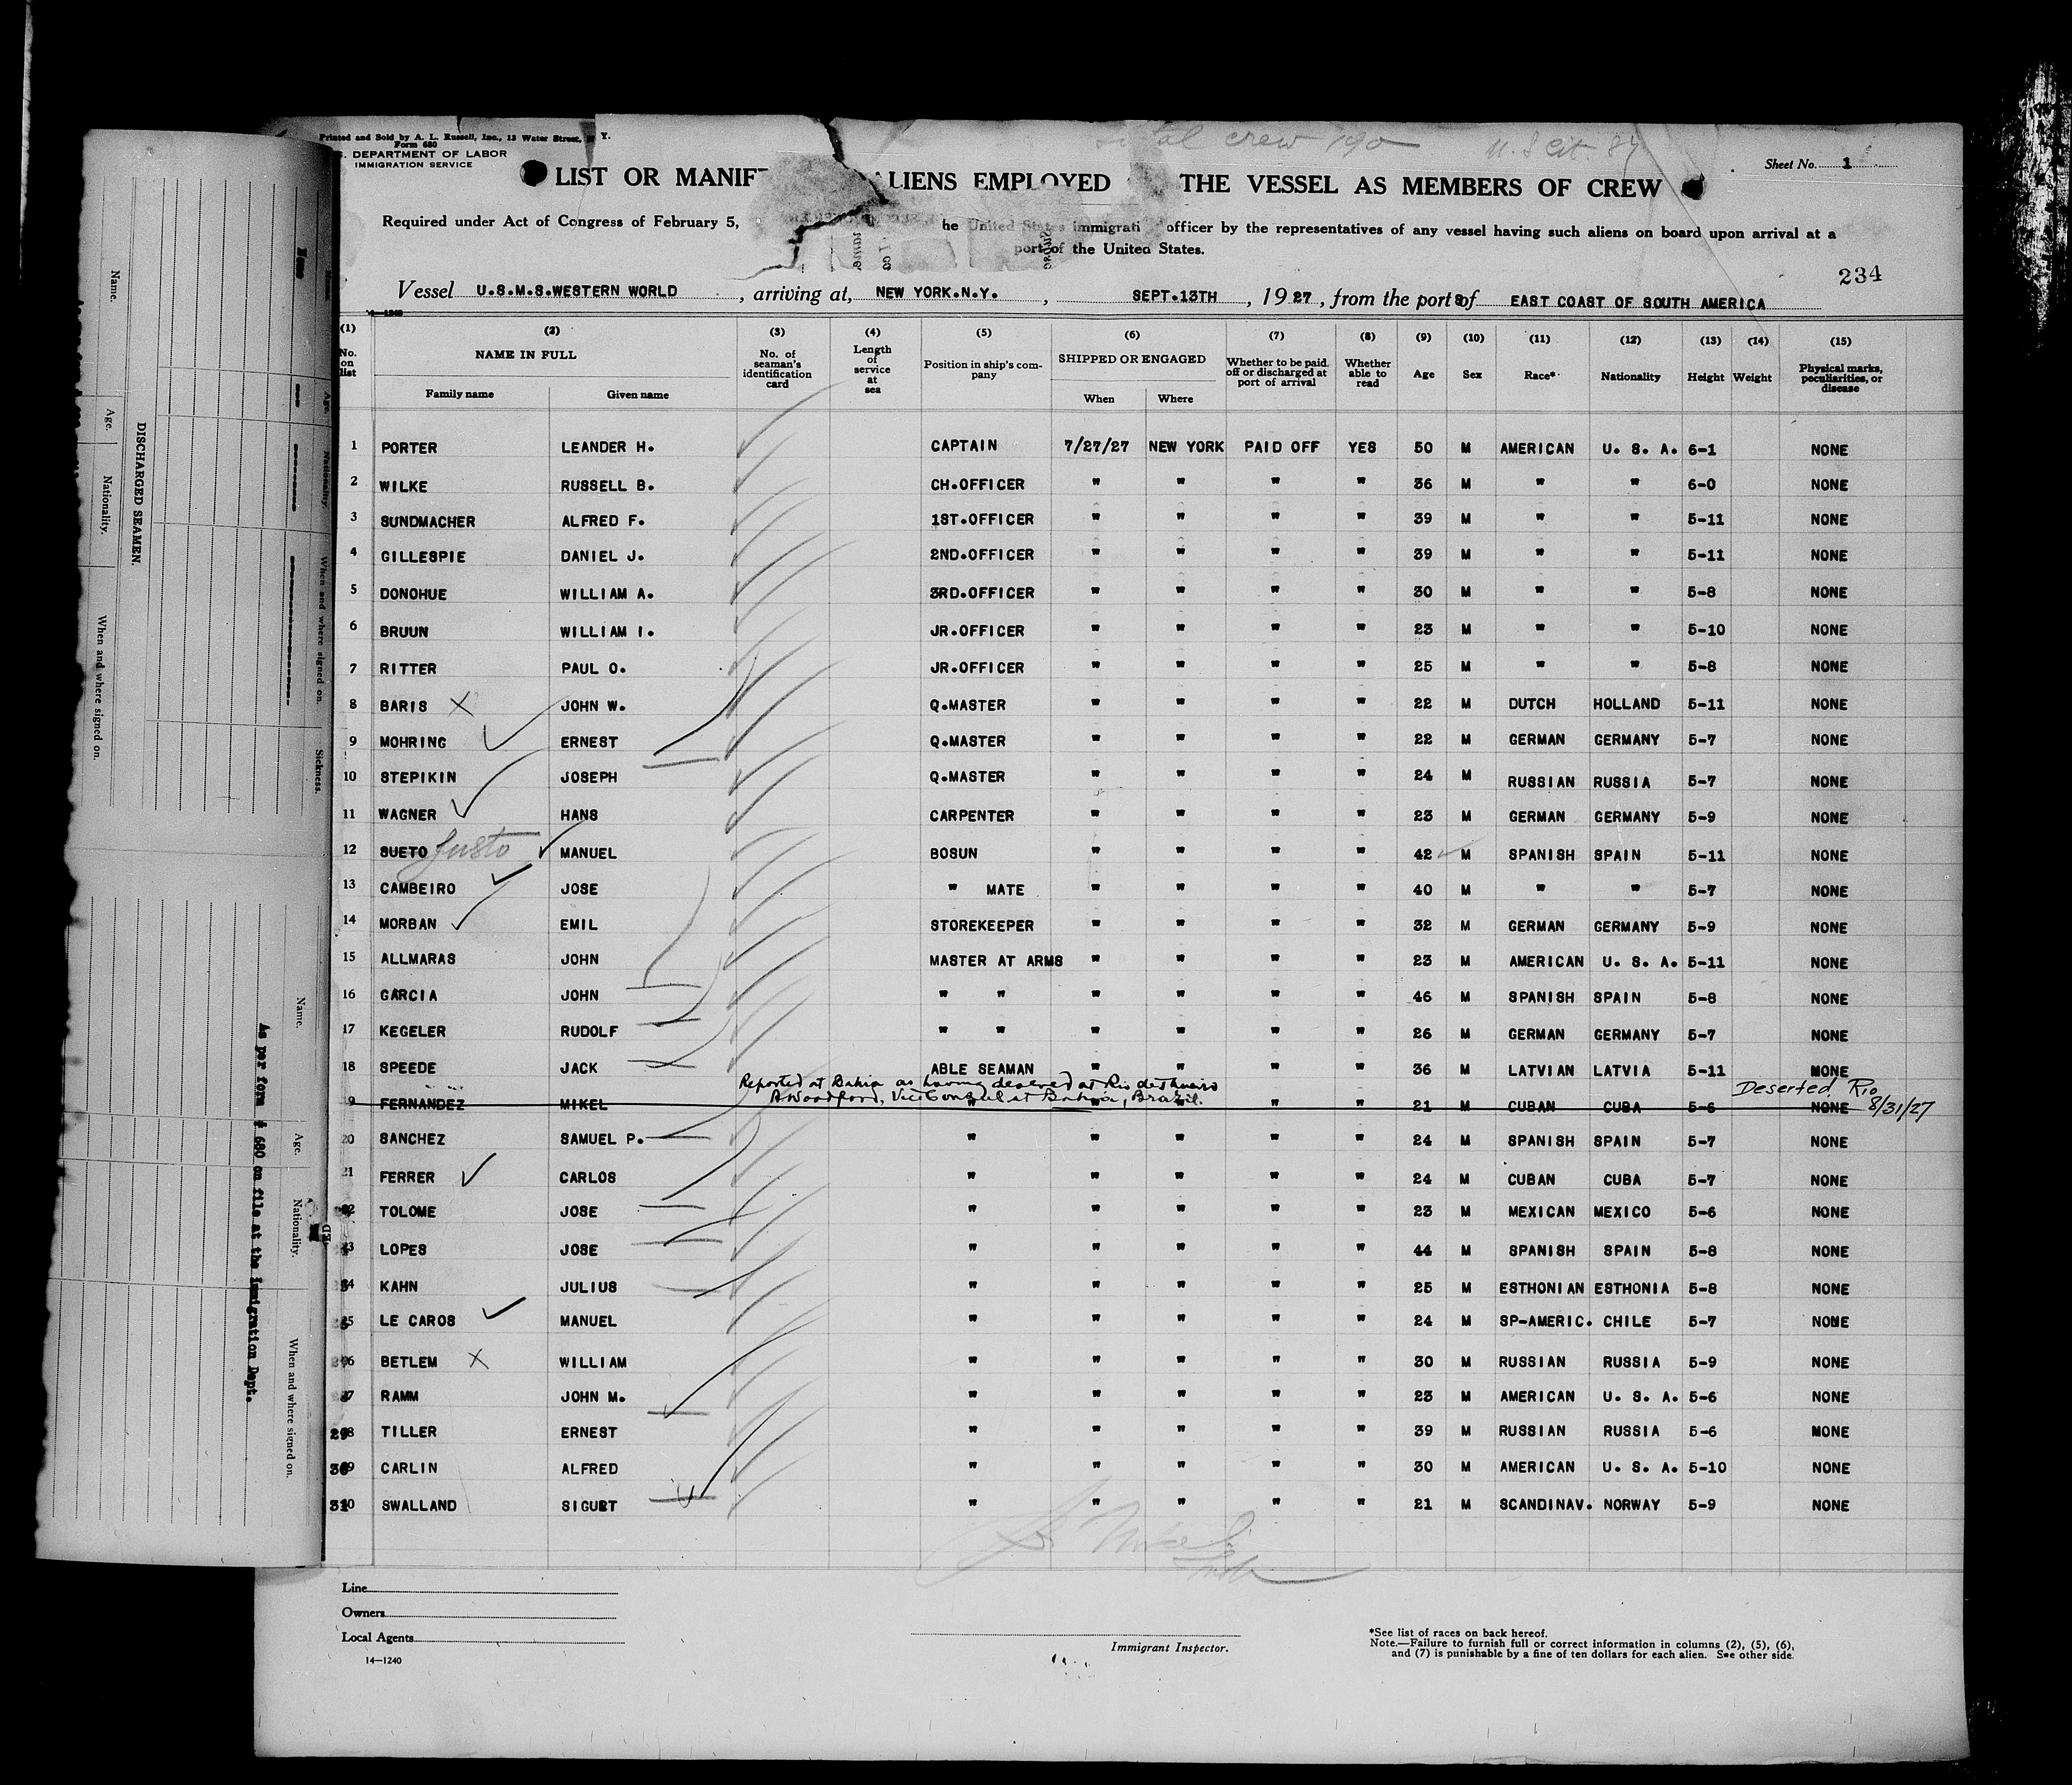 Printed and Sold by A. L. Russell, Inc., 13 Water Street, N. Y.
Form 680
DEPARTMENT OF LABOR
IMMIGRATION SERVICE
total crew 190
U.S Cit. 87
Sheet No. 1
LIST OR MANIF ALIENS EMPLOYED THE VESSEL AS MEMBERS OF CREW
Required under Act of Congress of February 5, he United States immigrati officer by the representatives of any vessel having such aliens on board upon arrival at a
port of the United States.
234
Vessel U.S.M.S.WESTERN WORLD, arriving at, NEW YORK.N.Y., SEPT.13TH, 1927, from the ports of EAST COAST OF SOUTH AMERICA
(1) (2) (3) (4) (5) (6) (7) (8) (9) (10) (11) (12) (13) (14) (15)
No. on list NAME IN FULL Family name Given name No. of seaman's identification card Length of service at sea Position in ship's company SHIPPED OR ENGAGED When Where Whether to be paid off or discharged at port of arrival Whether able to read Age Sex Race* Nationality Height Weight Physical marks, peculiarities, or disease
1 PORTER LEANDER H. CAPTAIN 7/27/27 NEW YORK PAID OFF YES 50 M AMERICAN U. S. A. 6-1 NONE
2 WILKE RUSSELL B. CH.OFFICER " " " " 36 M " " 6-0 NONE
3 SUNDMACHER ALFRED F. 1ST.OFFICER " " " " 39 M " " 5-11 NONE
4 GILLESPIE DANIEL J. 2ND.OFFICER " " " " 39 M " " 5-11 NONE
5 DONOHUE WILLIAM A. 3RD.OFFICER " " " " 30 M " " 5-8 NONE
6 BRUUN WILLIAM I. JR.OFFICER " " " " 23 M " " 5-10 NONE
7 RITTER PAUL O. JR.OFFICER " " " " 25 M " " 5-8 NONE
8 BARIS X JOHN W. Q.MASTER " " " " 22 M DUTCH HOLLAND 5-11 NONE
9 MOHRING ERNEST Q.MASTER " " " " 22 M GERMAN GERMANY 5-7 NONE
10 STEPIKIN JOSEPH Q.MASTER " " " " 24 M RUSSIAN RUSSIA 5-7 NONE
11 WAGNER HANS CARPENTER " " " " 23 M GERMAN GERMANY 5-9 NONE
12 SUETO Justo MANUEL BOSUN " " " " 42 M SPANISH SPAIN 5-11 NONE
13 CAMBEIRO JOSE " MATE " " " " 40 M " " 5-7 NONE
14 MORBAN EMIL STOREKEEPER " " " " 32 M GERMAN GERMANY 5-9 NONE
15 ALLMARAS JOHN MASTER AT ARMS " " " " 23 M AMERICAN U. S. A. 5-11 NONE
16 GARCIA JOHN " " " " " " 46 M SPANISH SPAIN 5-8 NONE
17 KEGELER RUDOLF " " " " " " 26 M GERMAN GERMANY 5-7 NONE
18 SPEEDE JACK ABLE SEAMAN " " " " 36 M LATVIAN LATVIA 5-11 NONE
Reported at Bahia as having deserted at Rio de Janeiro
AWoodford, Vice Consul at Bahia, Brazil.
Deserted, Rio 8/31/27
9 FERNANDEZ MIKEL " " " 21 M CUBAN CUBA 5-6 NONE
20 SANCHEZ SAMUEL P. " " " " " 24 M SPANISH SPAIN 5-7 NONE
21 FERRER CARLOS " " " " " 24 M CUBAN CUBA 5-7 NONE
22 TOLOME JOSE " " " " " 23 M MEXICAN MEXICO 5-6 NONE
23 LOPES JOSE " " " " " 44 M SPANISH SPAIN 5-8 NONE
24 KAHN JULIUS " " " " " 25 M ESTHONIAN ESTHONIA 5-8 NONE
25 LE CAROS MANUEL " " " " " 24 M SP-AMERIC. CHILE 5-7 NONE
26 BETLEM X WILLIAM " " " " " 30 M RUSSIAN RUSSIA 5-9 NONE
27 RAMM JOHN M. " " " " " 23 M AMERICAN U. S. A. 5-6 NONE
28 TILLER ERNEST " " " " " 39 M RUSSIAN RUSSIA 5-6 NONE
29 CARLIN ALFRED " " " " " 30 M AMERICAN U. S. A. 5-10 NONE
30 SWALLAND SIGURT " " " " " 21 M SCANDINAV. NORWAY 5-9 NONE
Line
Owners
Local Agents
14—1240
Immigrant Inspector.
*See list of races on back hereof.
Note.—Failure to furnish full or correct information in columns (2), (5), (6),
and (7) is punishable by a fine of ten dollars for each alien. See other side.
DISCHARGED SEAMEN.
Name. Age. Nationality. When and where signed on.
Name. Age. Nationality. When and where signed on. Sickness.
Name. Age. Nationality. When and where signed on.
As per form # 680 on file at the Immigration Dept.